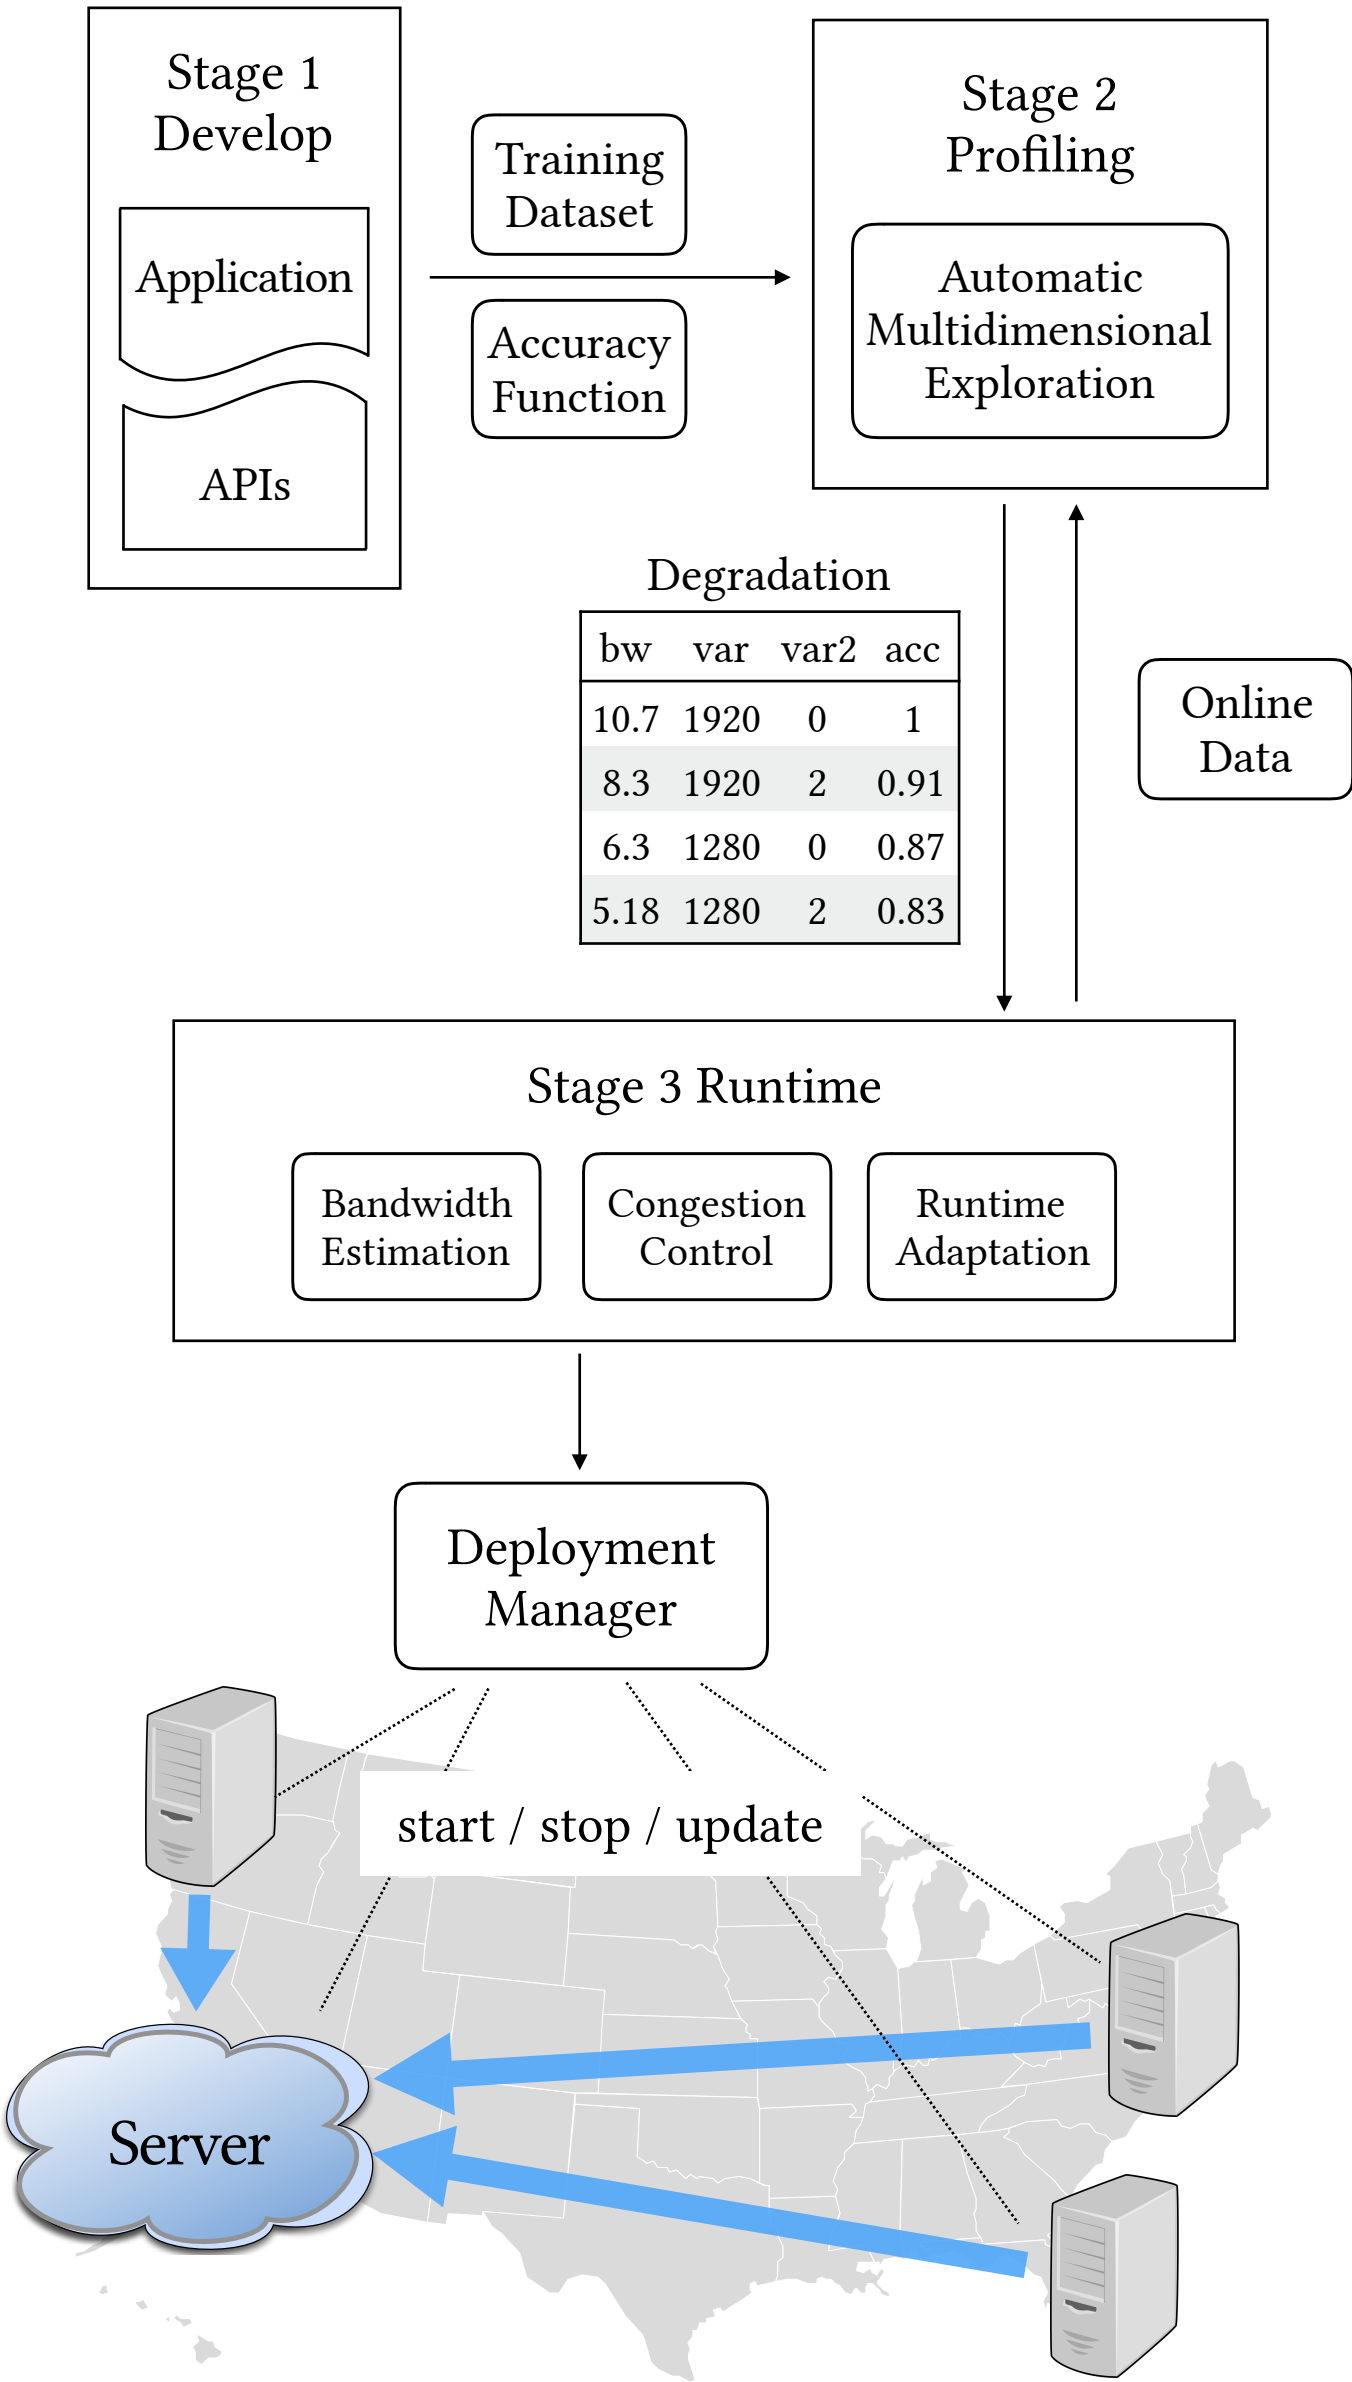 Stage 1
Develop
Application
APIs
Training
Dataset
Accuracy
Function
Stage 2
Profiling
Automatic
Multidimensional
Exploration
Degradation
bw var var2 acc
10.7 1920 0 1
8.3 1920 2 0.91
6.3 1280 0 0.87
5.18 1280 2 0.83
Online
Data
Stage 3 Runtime
Bandwidth
Estimation
Congestion
Control
Runtime
Adaptation
Deployment
Manager
start / stop / update
Server